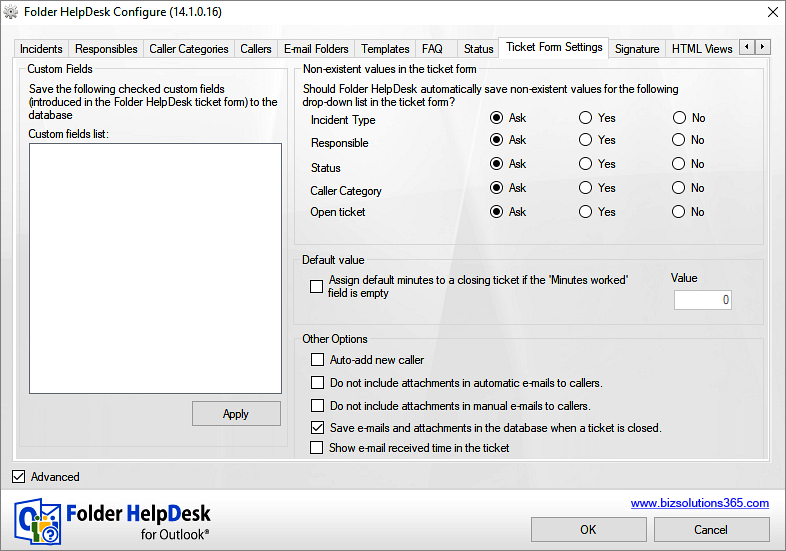 Folder HelpDesk Configure (14.1.0.16)
Incidents Responsibles Caller Categories Callers E-mail Folders Templates FAQ Status Ticket Form Settings Signature HTML Views
Custom Fields
Save the following checked custom fields
(introduced in the Folder HelpDesk ticket form) to the
database
Custom fields list:
Apply
Non-existent values in the ticket form
Should Folder HelpDesk automatically save non-existent values for the following
drop-down list in the ticket form?
Incident Type Ask Yes No
Responsible Ask Yes No
Status Ask Yes No
Caller Category Ask Yes No
Open ticket Ask Yes No
Default value
Assign default minutes to a closing ticket if the 'Minutes worked'
field is empty
Value
0
Other Options
Auto-add new caller
Do not include attachments in automatic e-mails to callers.
Do not include attachments in manual e-mails to callers.
Save e-mails and attachments in the database when a ticket is closed.
Show e-mail received time in the ticket
Advanced
Folder HelpDesk
for Outlook®
www.bizsolutions365.com
OK Cancel